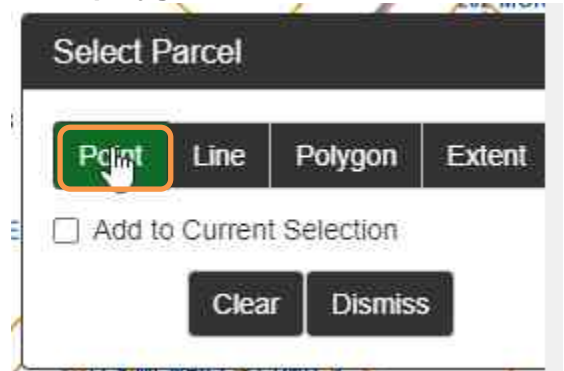 Select Parcel
Point Line Polygon Extent
Add to Current Selection
Clear Dismiss